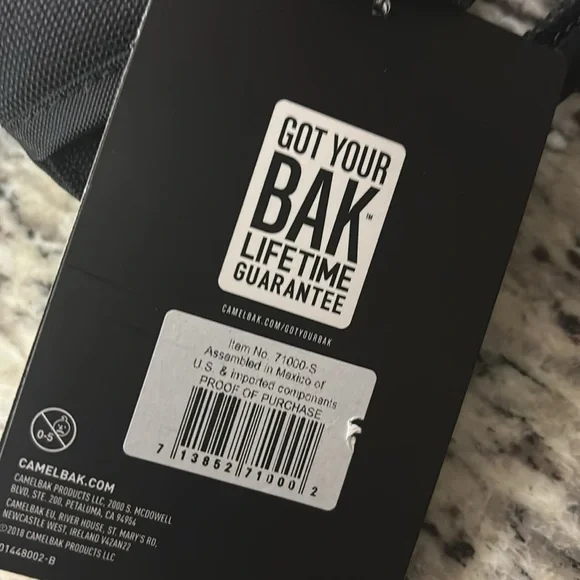 GOT YOUR
BAK™
LIFETIME
GUARANTEE
CAMELBAK.COM/GOTYOURBAK
Item No. 71000-S
Assembled in Mexico of
U.S. & imported components
PROOF OF PURCHASE
7 13852 71000 2
0-5
CAMELBAK.COM
CAMELBAK PRODUCTS LLC, 2000 S. MCDOWELL
BLVD, STE. 200, PETALUMA, CA 94954
CAMELBAK EU, RIVER HOUSE, ST. MARY'S RD,
NEWCASTLE WEST, IRELAND V42AN72
©2018 CAMELBAK PRODUCTS LLC
01448002-B